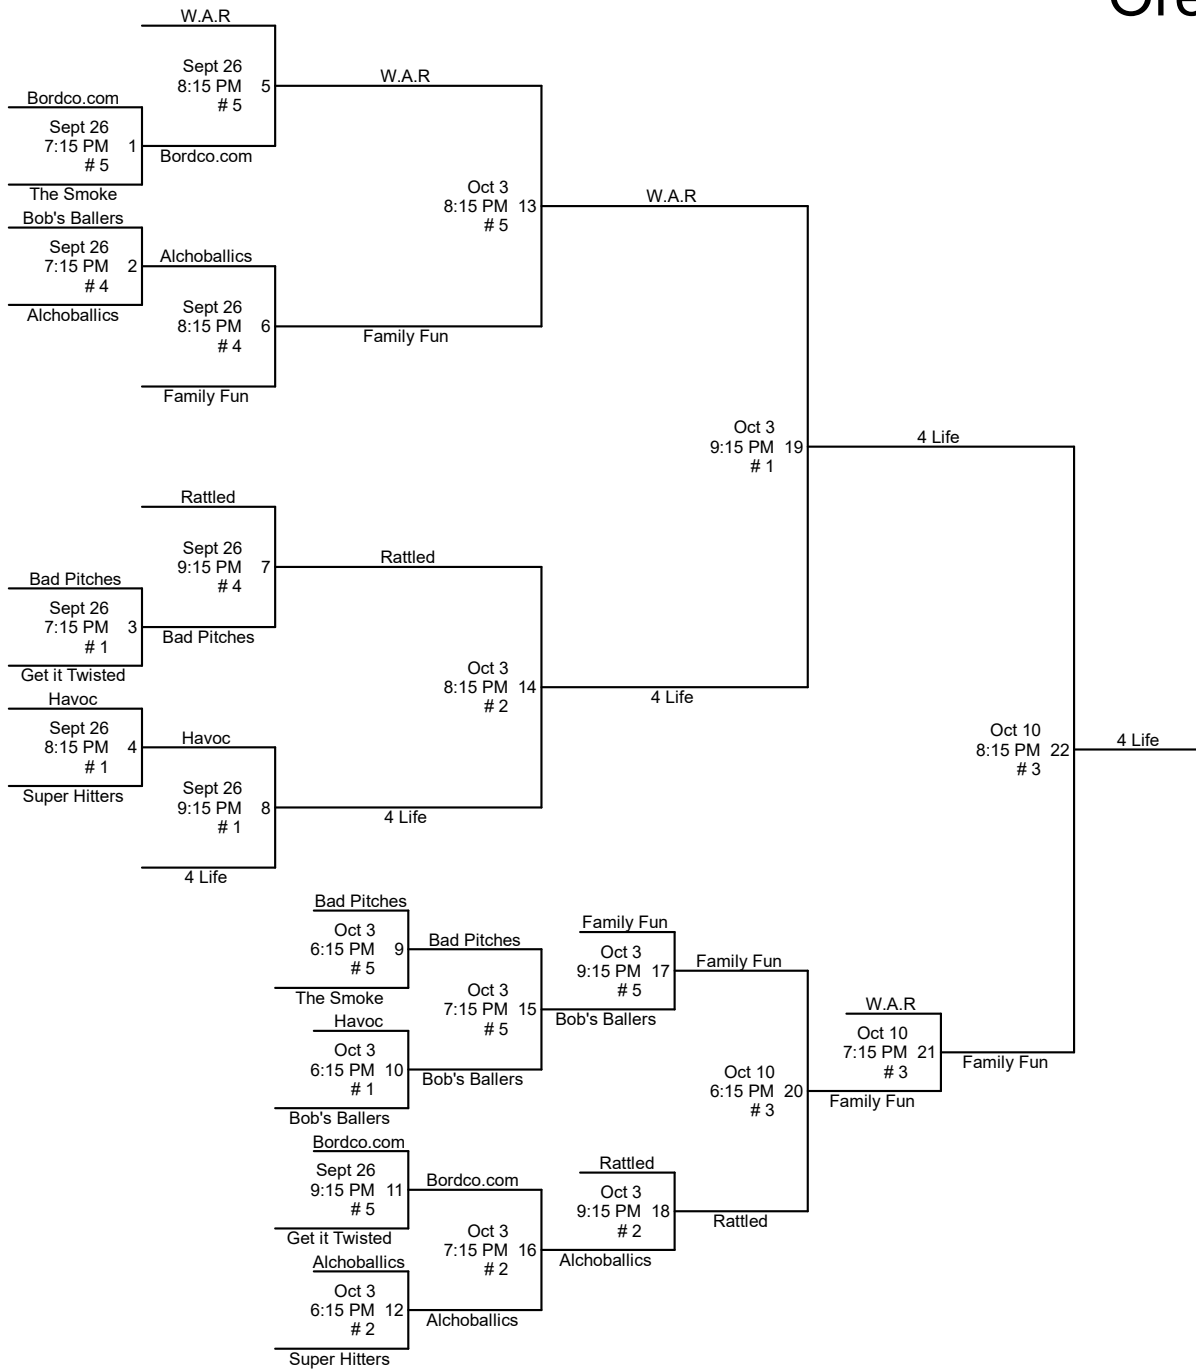 Cre
W.A.R
Sept 26
8:15 PM 5
# 5
W.A.R
Bordco.com
Sept 26
7:15 PM 1
# 5
Bordco.com
The Smoke
Oct 3
8:15 PM 13
# 5
W.A.R
Bob's Ballers
Sept 26
7:15 PM 2
# 4
Alchoballics
Alchoballics
Sept 26
8:15 PM 6
# 4
Family Fun
Family Fun
Oct 3
9:15 PM 19
# 1
4 Life
Rattled
Sept 26
9:15 PM 7
# 4
Rattled
Bad Pitches
Sept 26
7:15 PM 3
# 1
Bad Pitches
Get it Twisted
Oct 3
8:15 PM 14
# 2
4 Life
Havoc
Sept 26
8:15 PM 4
# 1
Havoc
Super Hitters
Sept 26
9:15 PM 8
# 1
4 Life
4 Life
Oct 10
8:15 PM 22
# 3
4 Life
Bad Pitches
Oct 3
6:15 PM 9
# 5
Bad Pitches
The Smoke
Oct 3
7:15 PM 15
# 5
Family Fun
Oct 3
9:15 PM 17
# 5
Family Fun
Bob's Ballers
Havoc
Oct 3
6:15 PM 10
# 1
Bob's Ballers
Bob's Ballers
W.A.R
Oct 10
7:15 PM 21
# 3
Family Fun
Oct 10
6:15 PM 20
# 3
Family Fun
Bordco.com
Sept 26
9:15 PM 11
# 5
Bordco.com
Get it Twisted
Oct 3
7:15 PM 16
# 2
Rattled
Oct 3
9:15 PM 18
# 2
Rattled
Alchoballics
Alchoballics
Oct 3
6:15 PM 12
# 2
Alchoballics
Super Hitters